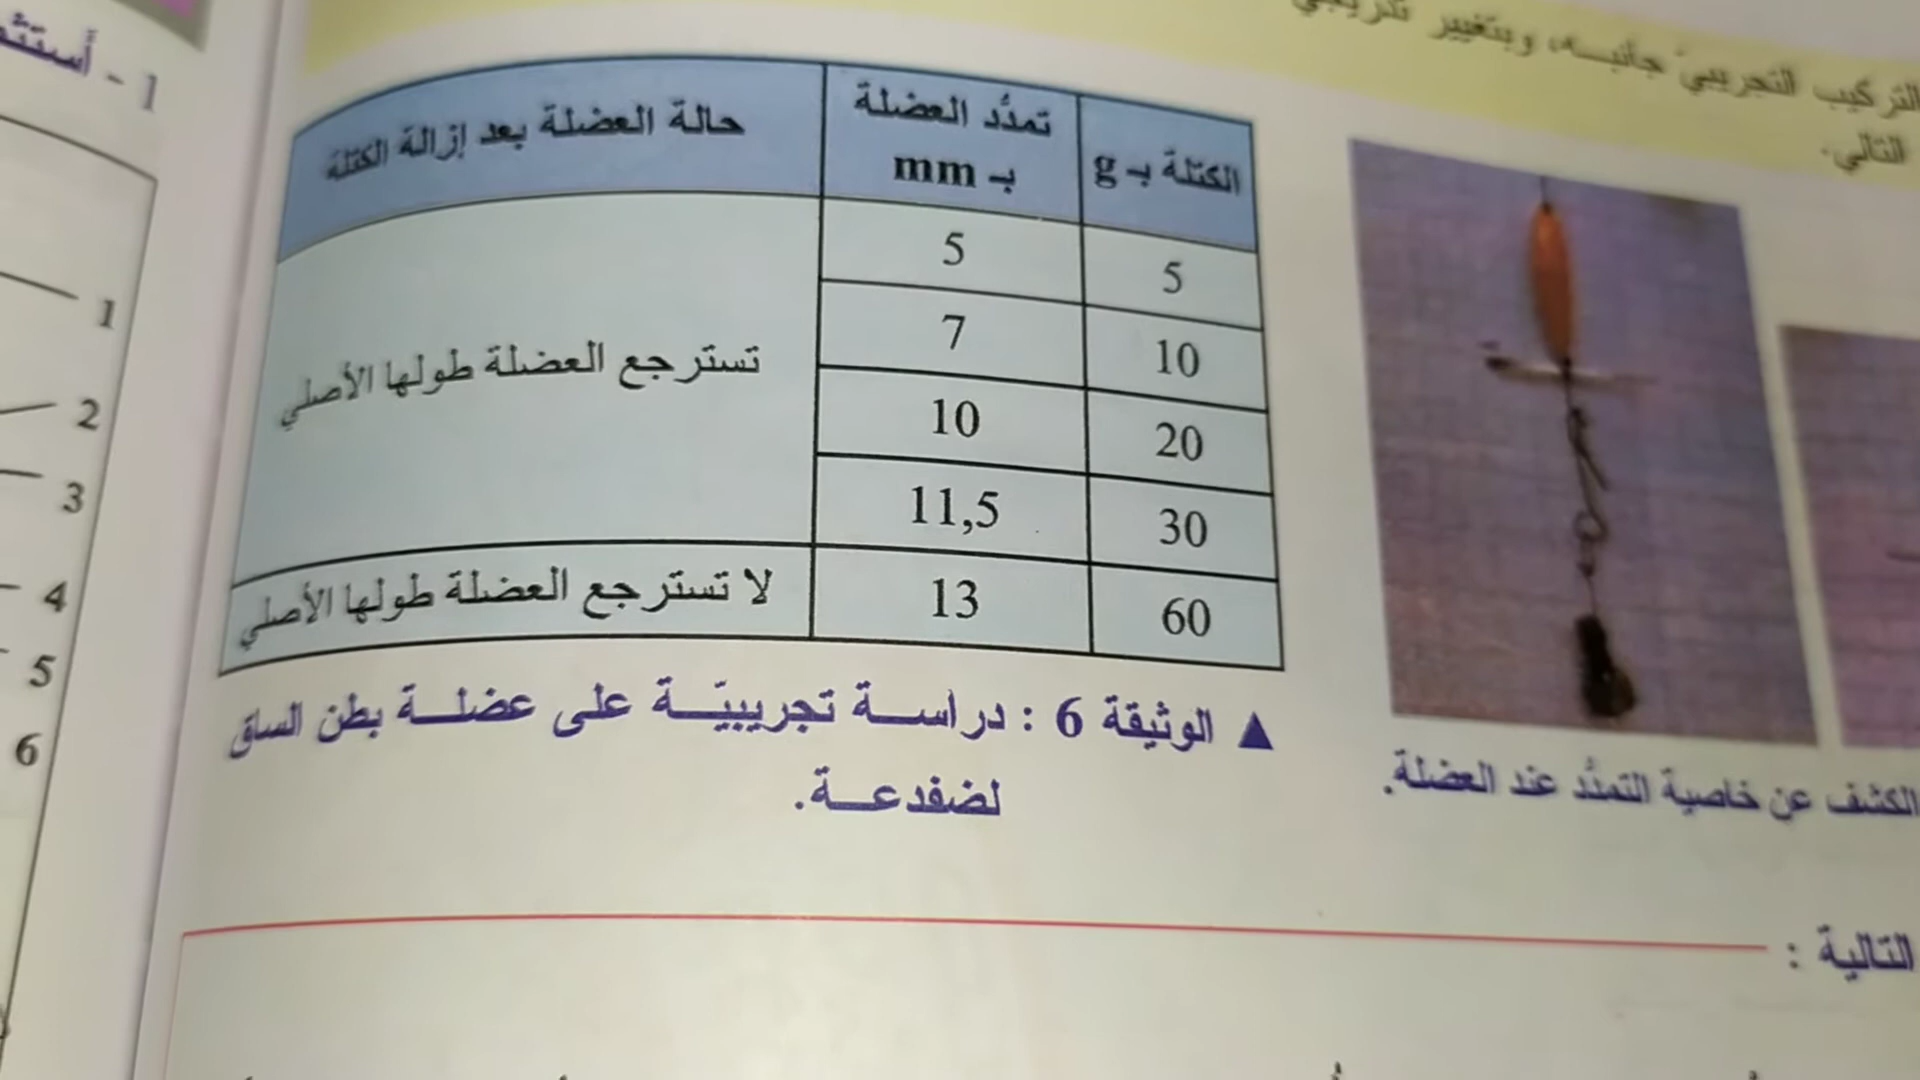 التركيب التجريبيّ جانبـه، وبتغيير تدريجي
التالي.
الكتلة بـ g
تمدُّد العضلة
بـ mm
حالة العضلة بعد إزالة الكتلة
5
5
تسترجع العضلة طولها الأصلي
10
7
20
10
30
11,5
60
13
لا تسترجع العضلة طولها الأصلي
▲ الوثيقة 6 : دراسة تجريبيّة على عضلة بطن الساق
لضفدعة.
الكشف عن خاصية التمدُّد عند العضلة.
التالية :
1 -
1
2
3
4
5
6